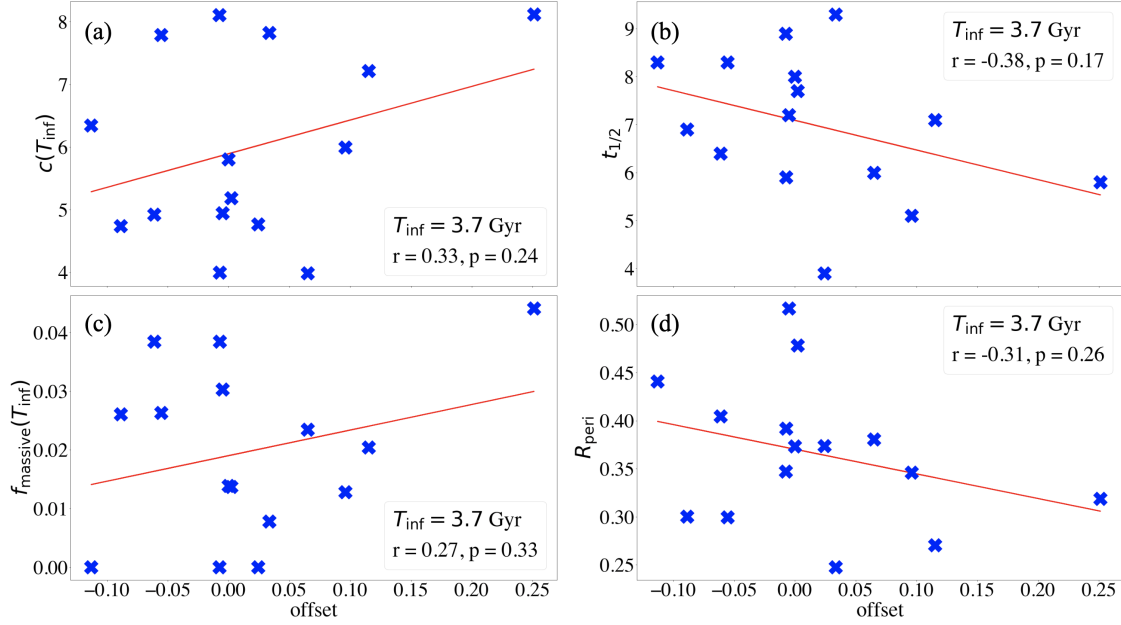 (a)
8
7
6
5
4
c(T_inf)
T_inf = 3.7 Gyr
r = 0.33, p = 0.24
(b)
9
8
7
6
5
4
t_1/2
T_inf = 3.7 Gyr
r = -0.38, p = 0.17
(c)
0.04
0.03
0.02
0.01
0.00
f_massive(T_inf)
T_inf = 3.7 Gyr
r = 0.27, p = 0.33
−0.10 −0.05 0.00 0.05 0.10 0.15 0.20 0.25
offset
(d)
0.50
0.45
0.40
0.35
0.30
0.25
R_peri
T_inf = 3.7 Gyr
r = -0.31, p = 0.26
−0.10 −0.05 0.00 0.05 0.10 0.15 0.20 0.25
offset